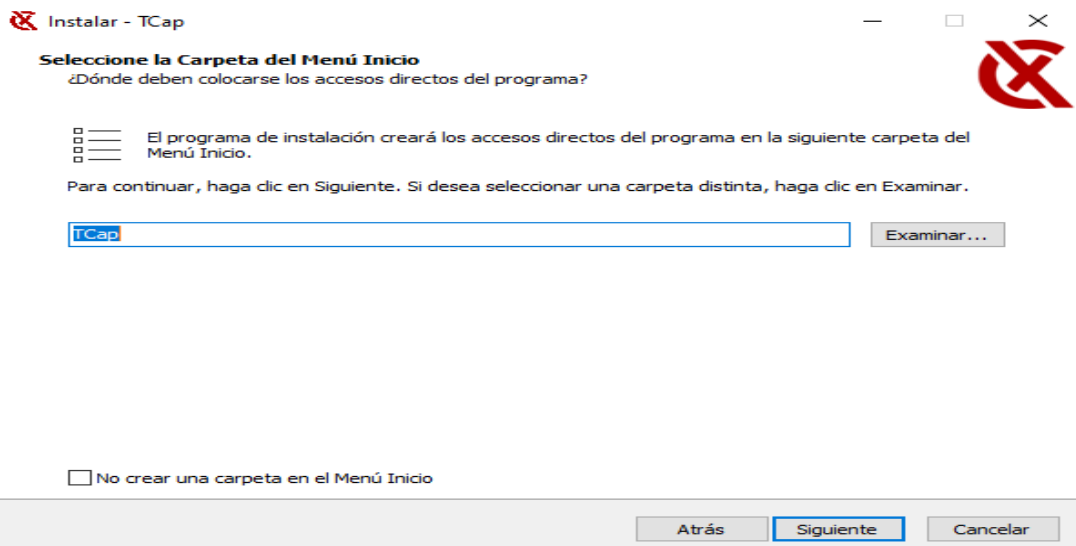 Instalar - TCap
Seleccione la Carpeta del Menú Inicio
¿Dónde deben colocarse los accesos directos del programa?
El programa de instalación creará los accesos directos del programa en la siguiente carpeta del
Menú Inicio.
Para continuar, haga clic en Siguiente. Si desea seleccionar una carpeta distinta, haga clic en Examinar.
TCap
Examinar...
No crear una carpeta en el Menú Inicio
Atrás
Siguiente
Cancelar